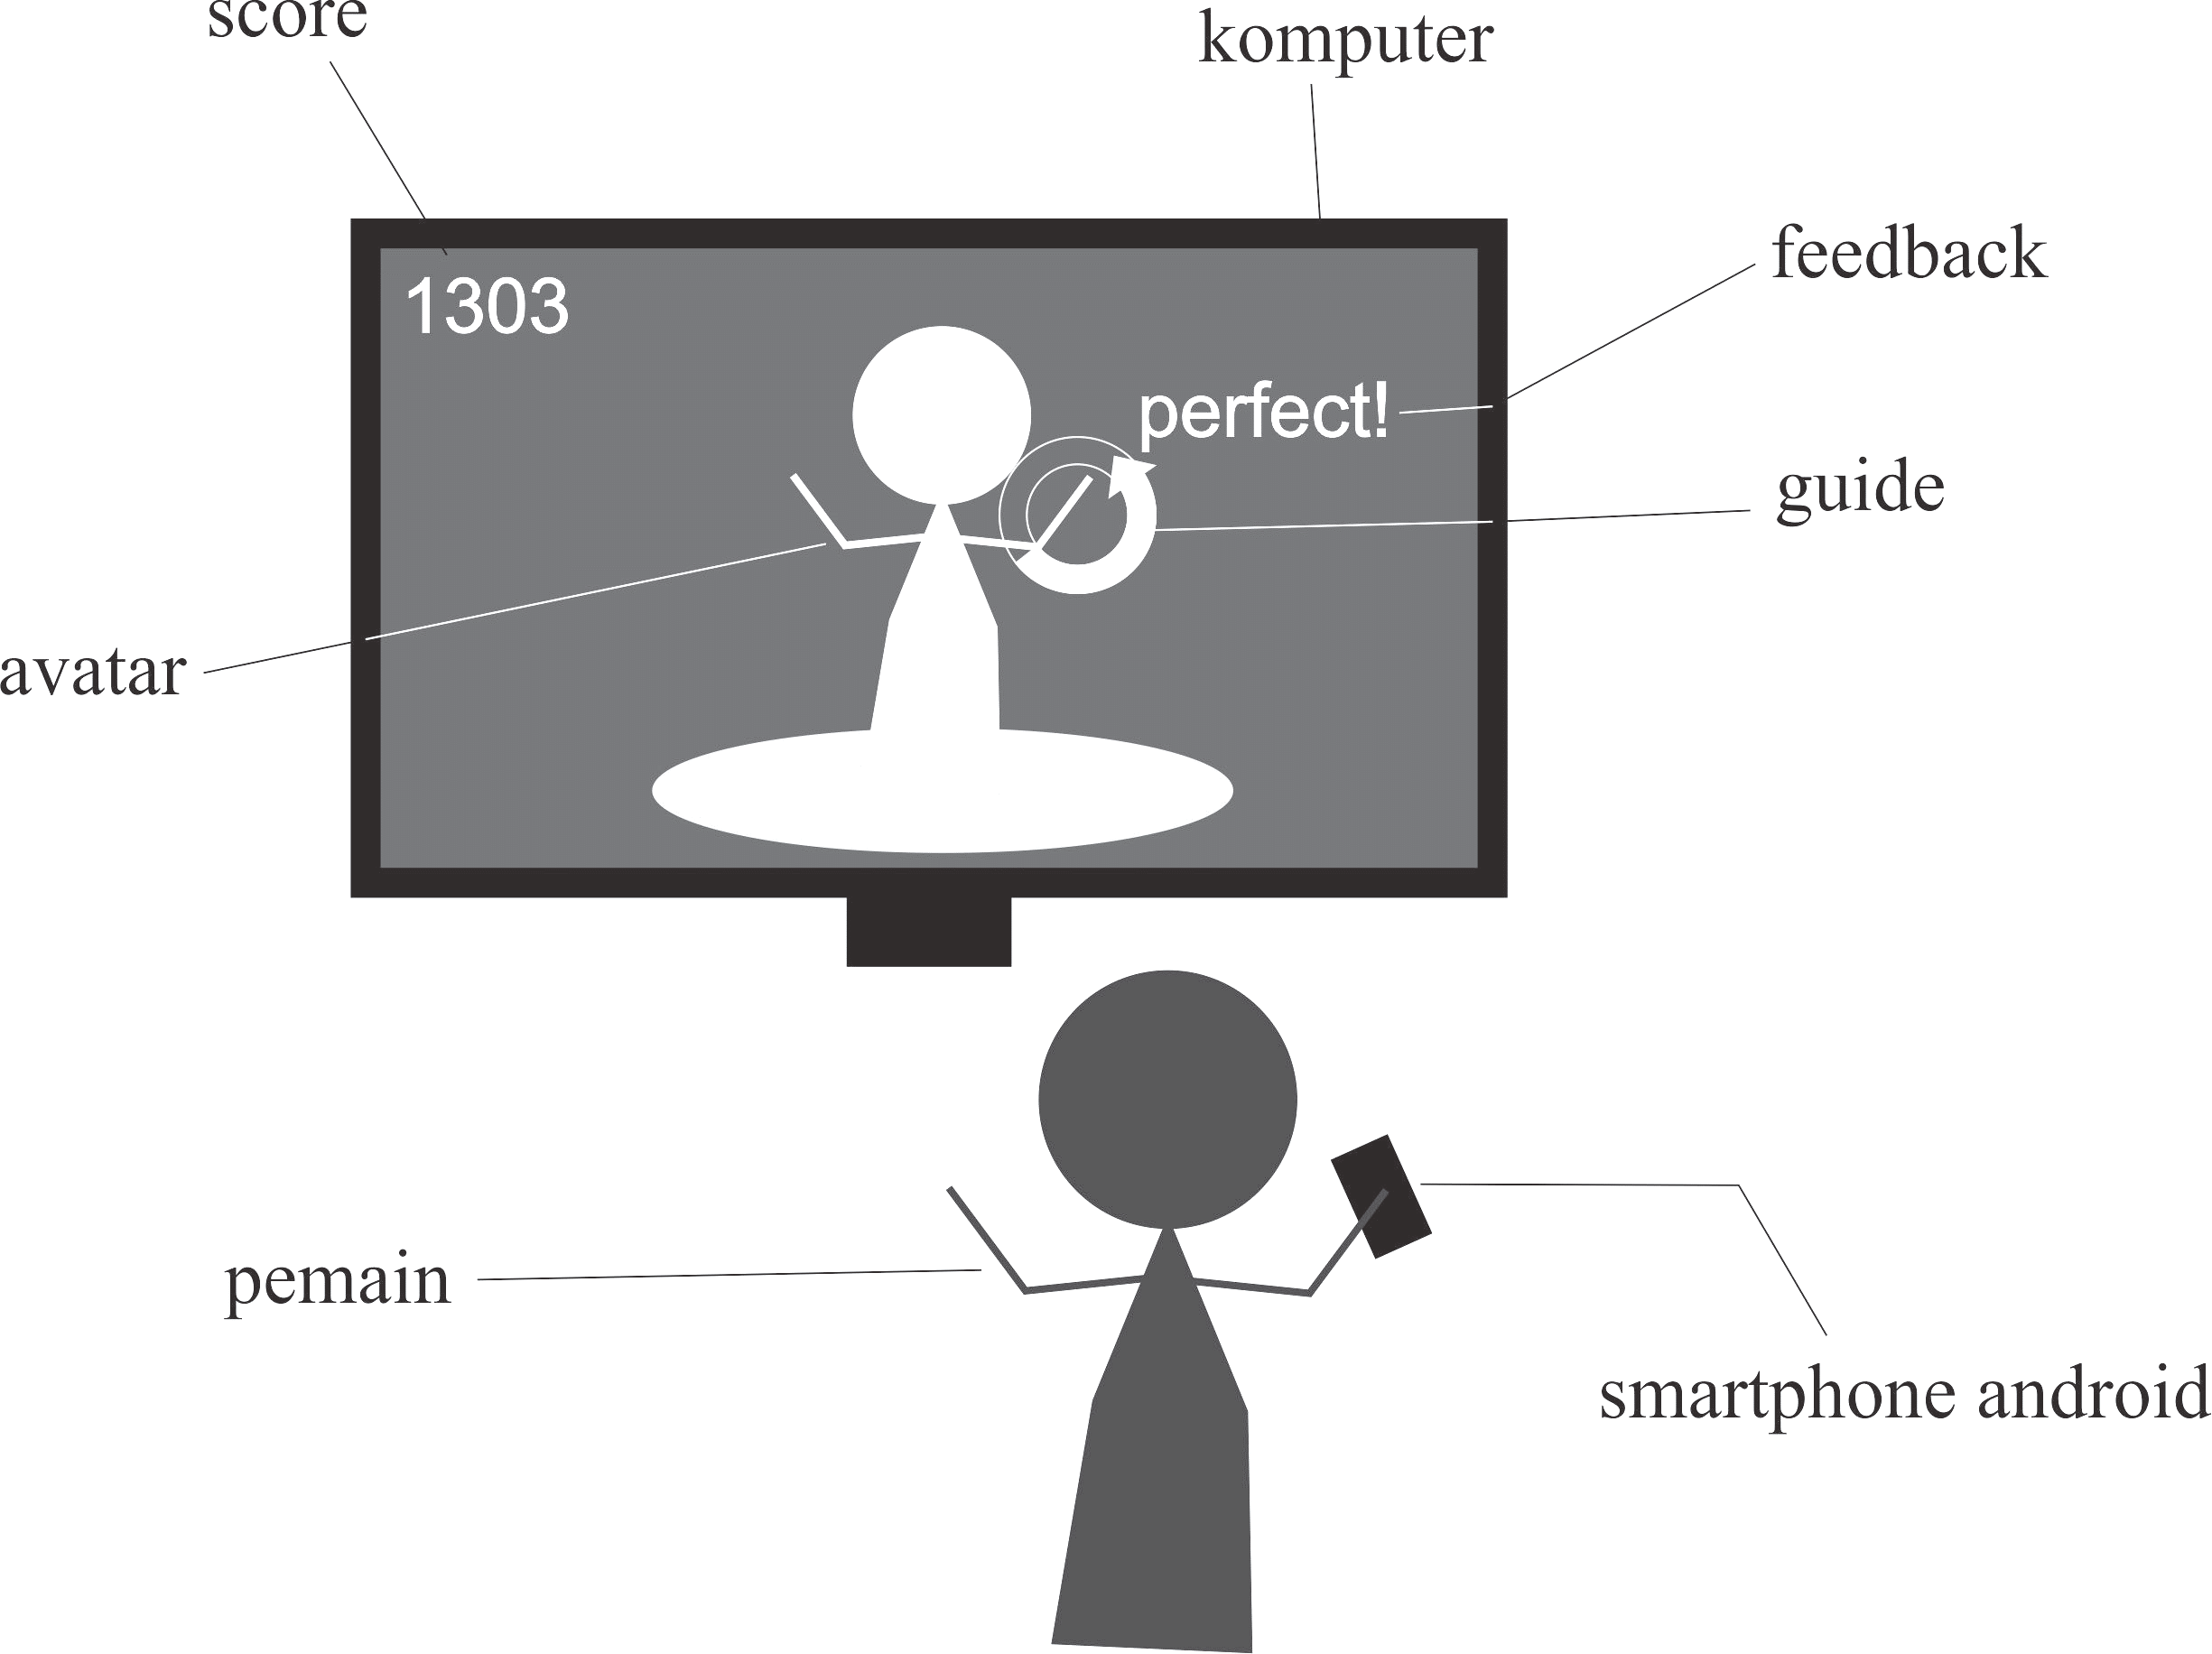 score
komputer
feedback
1303
perfect!
guide
avatar
pemain
smartphone android